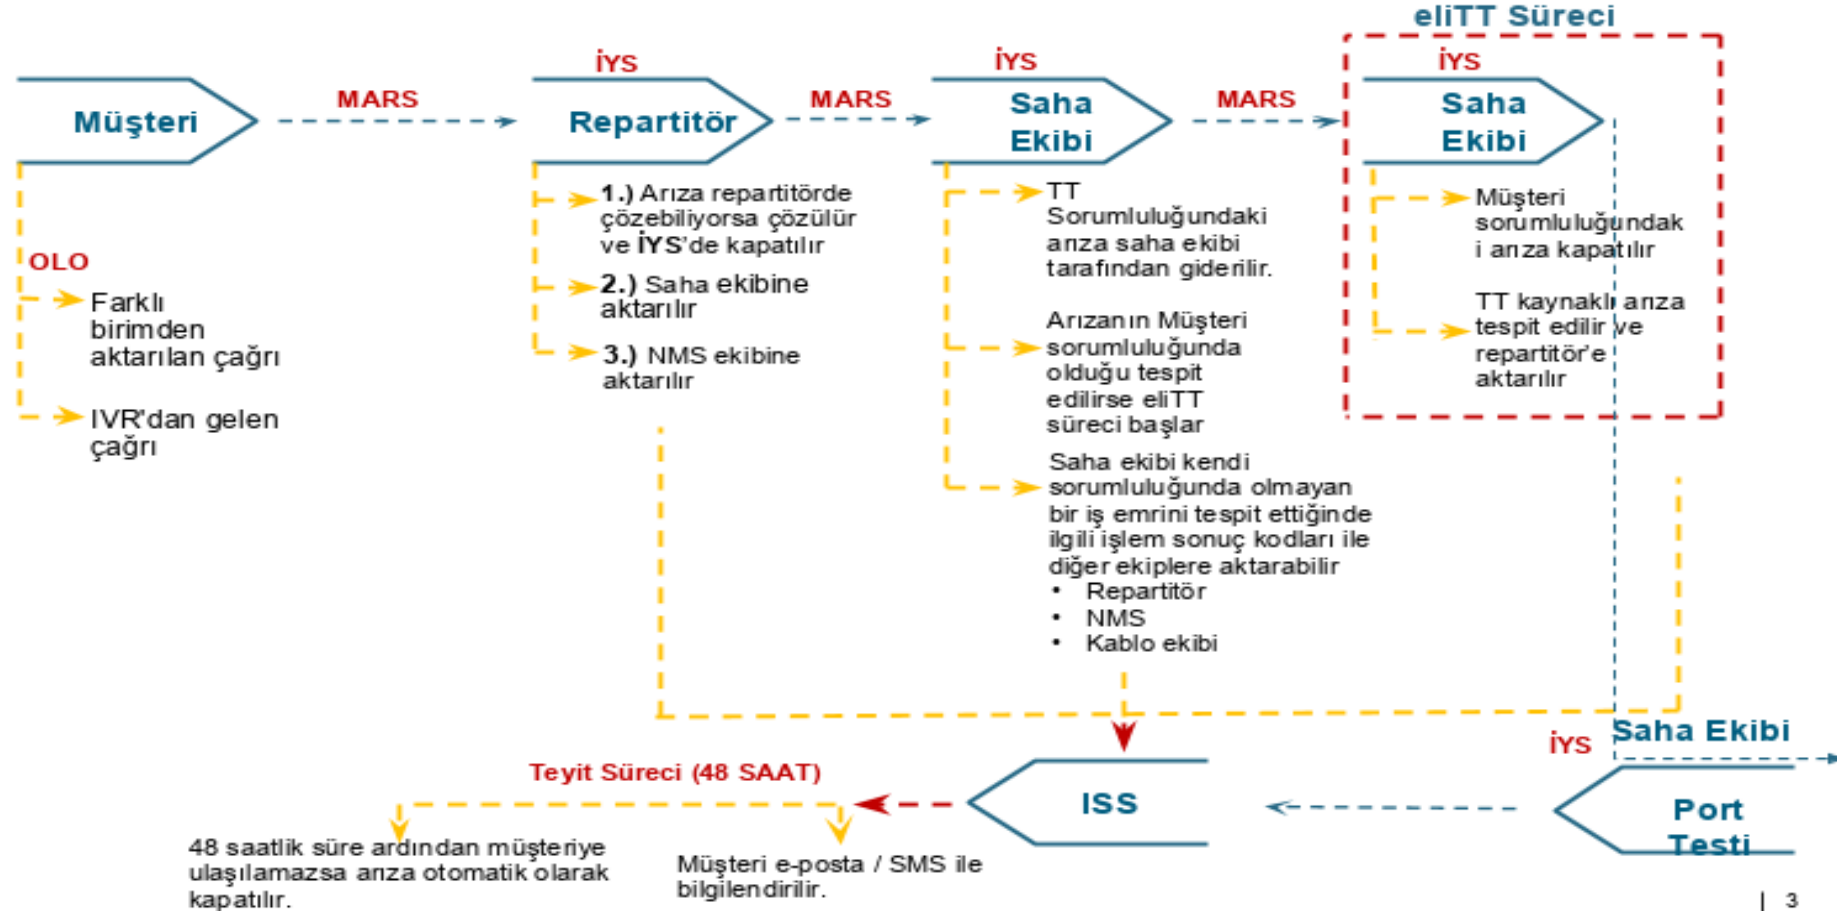 eliTT Süreci
Müşteri
MARS
İYS
Repartitör
MARS
İYS
Saha
Ekibi
MARS
İYS
Saha
Ekibi
OLO
Farklı
birimden
aktarılan çağrı
IVR'dan gelen
çağrı
1.) Arıza repartitörde
çözebiliyorsa çözülür
ve İYS'de kapatılır
2.) Saha ekibine
aktarılır
3.) NMS ekibine
aktarılır
TT
Sorumluluğundaki
arıza saha ekibi
tarafından giderilir.
Arızanın Müşteri
sorumluluğunda
olduğu tespit
edilirse eliTT
süreci başlar
Saha ekibi kendi
sorumluluğunda olmayan
bir iş emrini tespit ettiğinde
ilgili işlem sonuç kodları ile
diğer ekiplere aktarabilir
• Repartitör
• NMS
• Kablo ekibi
Müşteri
sorumluluğundak
i arıza kapatılır
TT kaynaklı arıza
tespit edilir ve
repartitör'e
aktarılır
İYS
Saha Ekibi
Port
Testi
ISS
Teyit Süreci (48 SAAT)
48 saatlik süre ardından müşteriye
ulaşılamazsa arıza otomatik olarak
kapatılır.
Müşteri e-posta / SMS ile
bilgilendirilir.
| 3